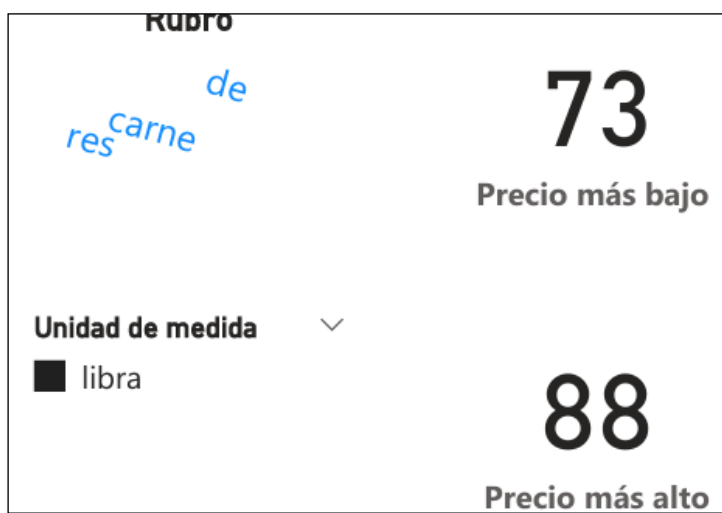 Rubro
de
carne
res
73
Precio más bajo
Unidad de medida
libra
88
Precio más alto